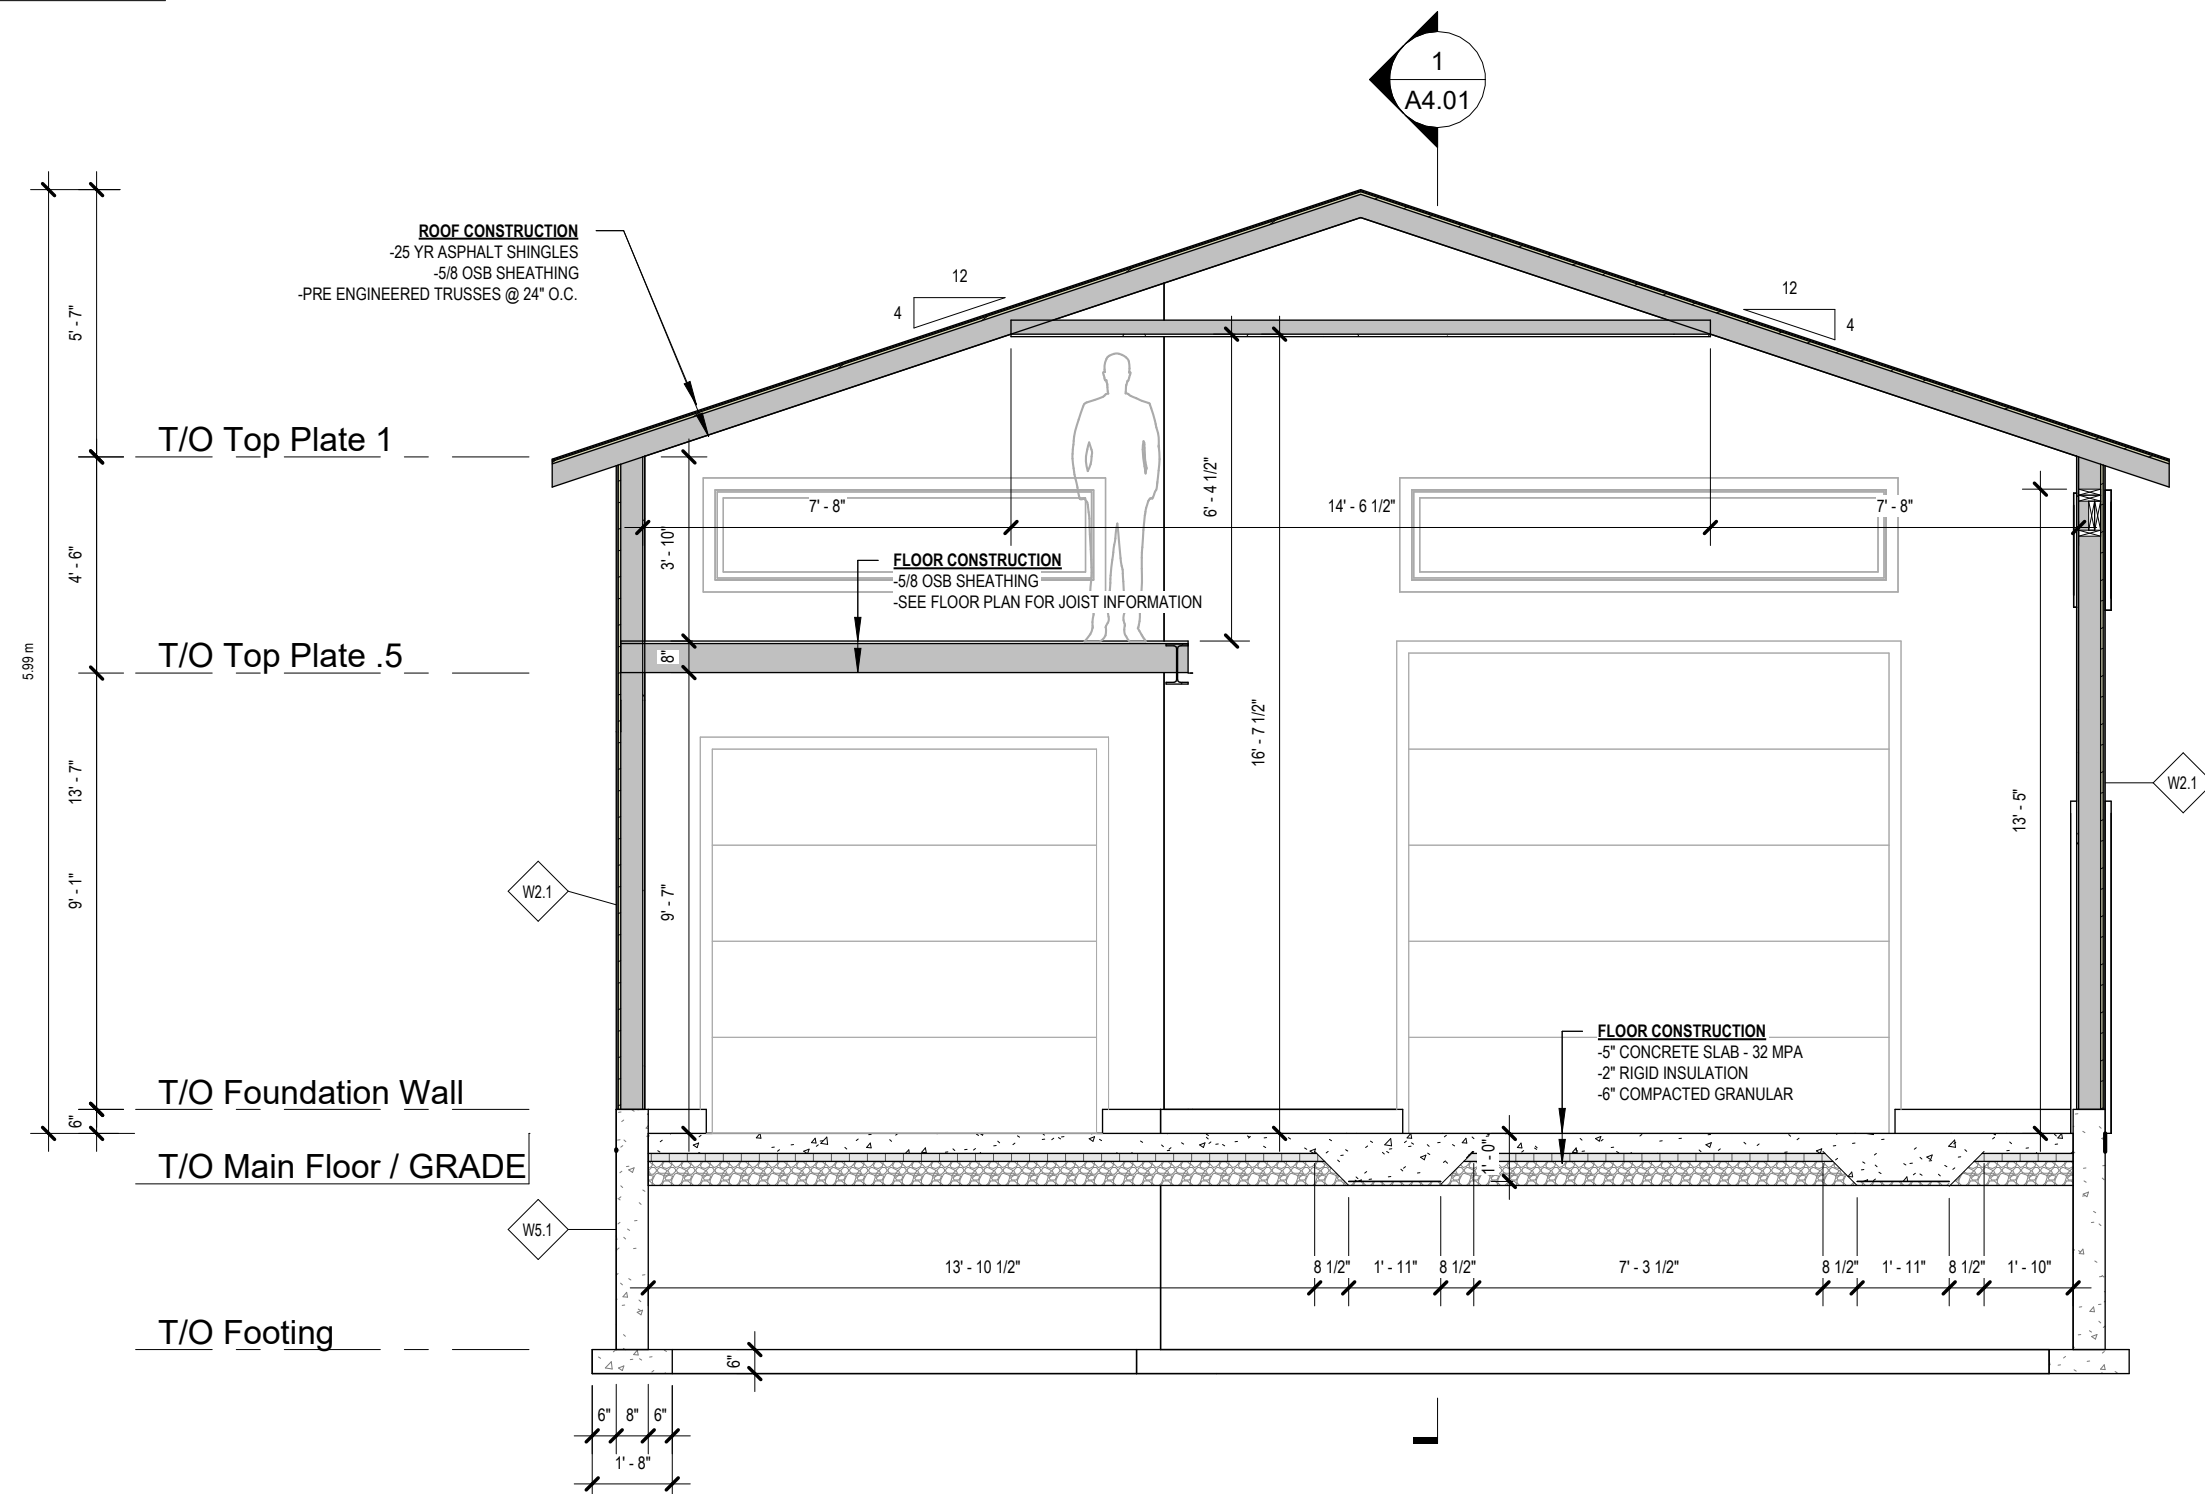 1
A4.01
ROOF CONSTRUCTION
-25 YR ASPHALT SHINGLES
-5/8 OSB SHEATHING
-PRE ENGINEERED TRUSSES @ 24" O.C.
12
4
12
4
5' - 7"
T/O Top Plate 1
4' - 6"
3' - 10"
7' - 8"
6' - 4 1/2"
14' - 6 1/2"
7' - 8"
FLOOR CONSTRUCTION
-5/8 OSB SHEATHING
-SEE FLOOR PLAN FOR JOIST INFORMATION
5.99 m
T/O Top Plate .5
8"
16' - 7 1/2"
13' - 7"
13' - 5"
W2.1
9' - 1"
W2.1
9' - 7"
FLOOR CONSTRUCTION
-5" CONCRETE SLAB - 32 MPA
-2" RIGID INSULATION
-6" COMPACTED GRANULAR
T/O Foundation Wall
6"
T/O Main Floor / GRADE
1' - 0"
W5.1
13' - 10 1/2"
8 1/2"
1' - 11"
8 1/2"
7' - 3 1/2"
8 1/2"
1' - 11"
8 1/2"
1' - 10"
T/O Footing
6"
6"
8"
6"
1' - 8"